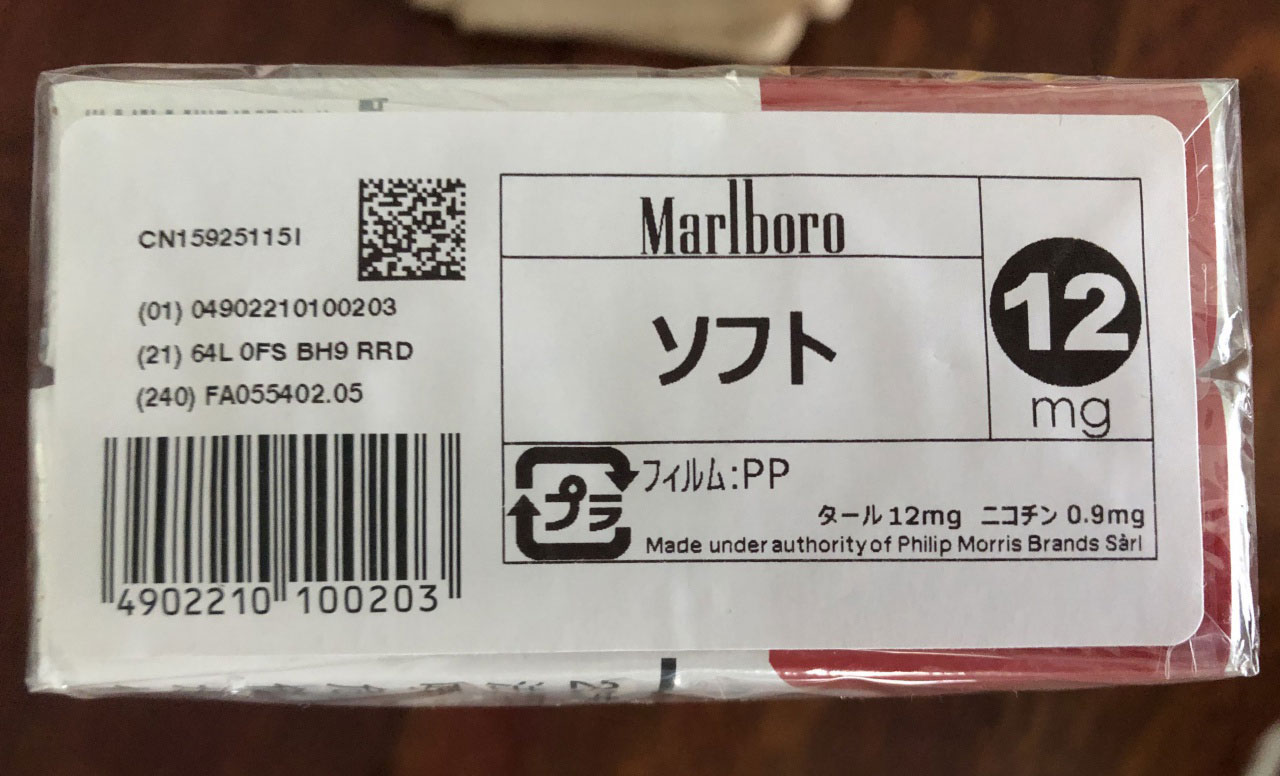 CN15925115I
(01) 04902210100203
(21) 64L 0FS BH9 RRD
(240) FA055402.05
4902210 100203
Marlboro
ソフト
12
mg
プラ
フィルム:PP
タール 12mg ニコチン 0.9mg
Made under authority of Philip Morris Brands Sàrl